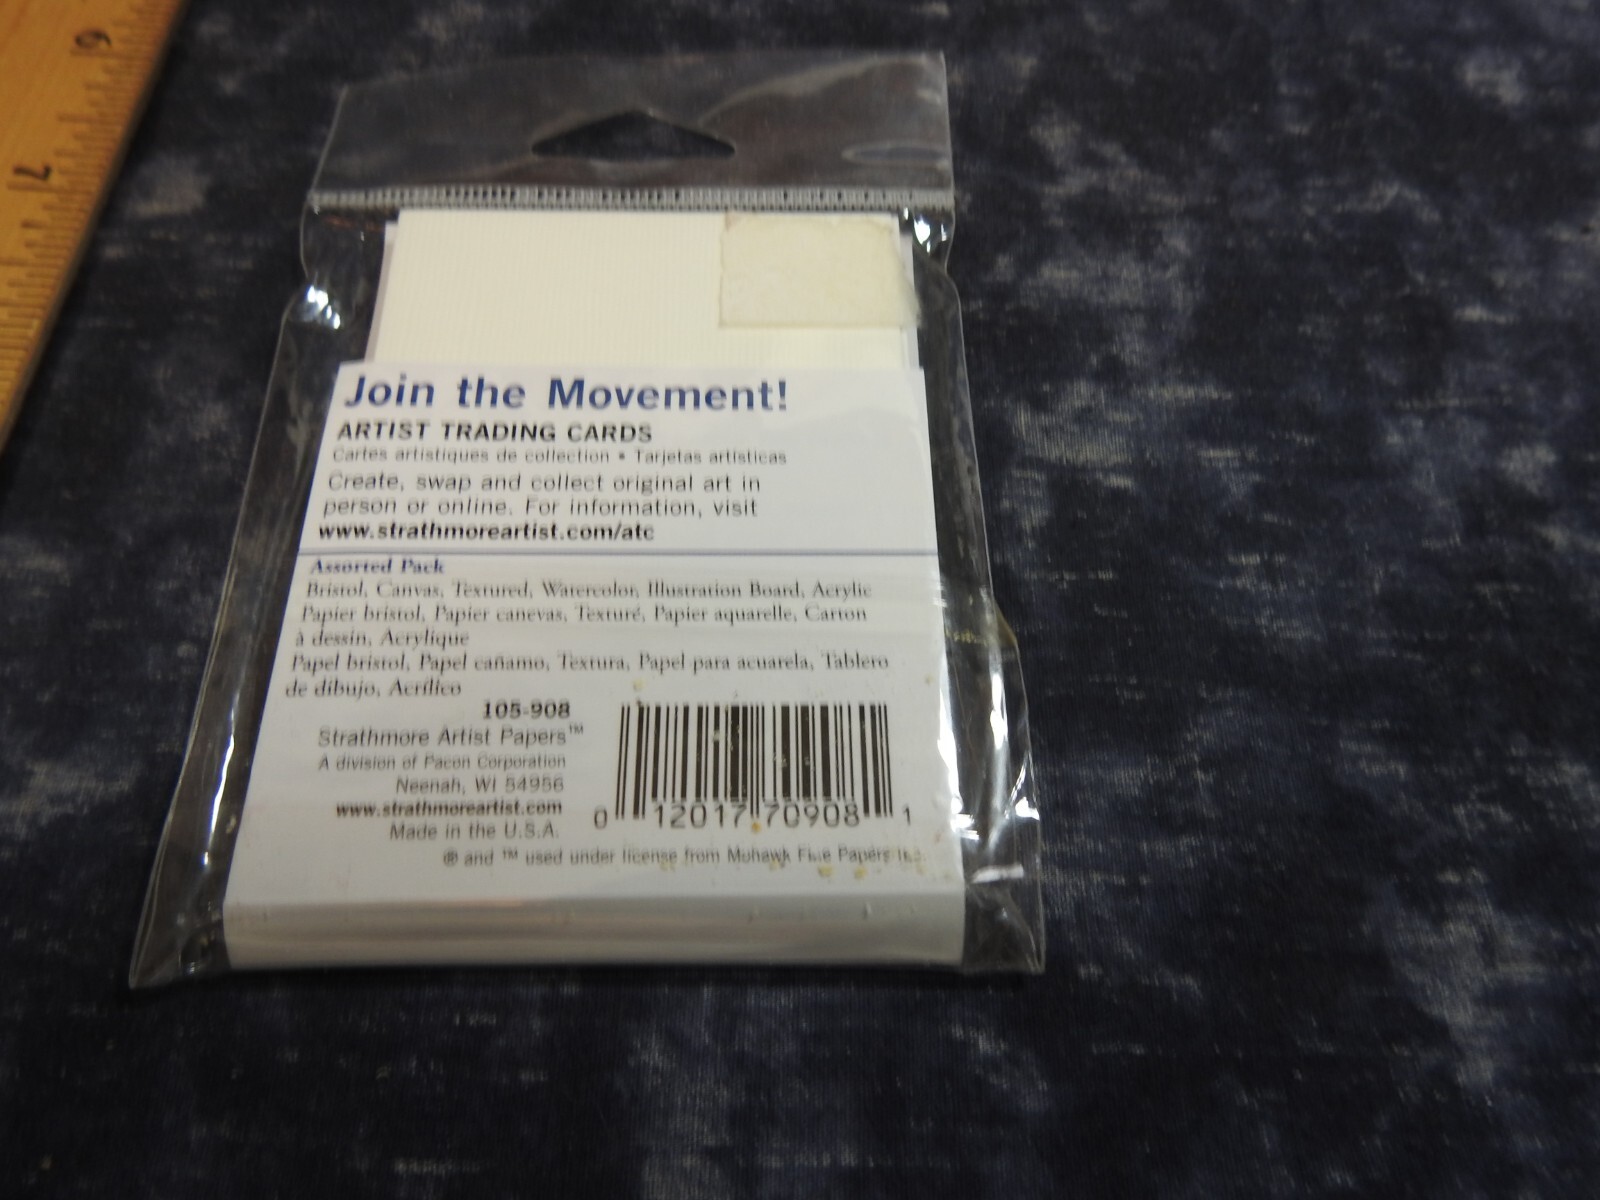 6
7
Join the Movement!
ARTIST TRADING CARDS
Cartes artistiques de collection • Tarjetas artísticas
Create, swap and collect original art in
person or online. For information, visit
www.strathmoreartist.com/atc
Assorted Pack
Bristol, Canvas, Textured, Watercolor, Illustration Board, Acrylic
Papier bristol, Papier canevas, Texturé, Papier aquarelle, Carton
à dessin, Acrylique
Papel bristol, Papel cañamo, Textura, Papel para acuarela, Tablero
de dibujo, Acrílico
105-908
Strathmore Artist Papers™
A division of Pacon Corporation
Neenah, WI 54956
www.strathmoreartist.com
Made in the U.S.A.
0 12017 70908 1
® and ™ used under license from Mohawk Fine Papers Inc.